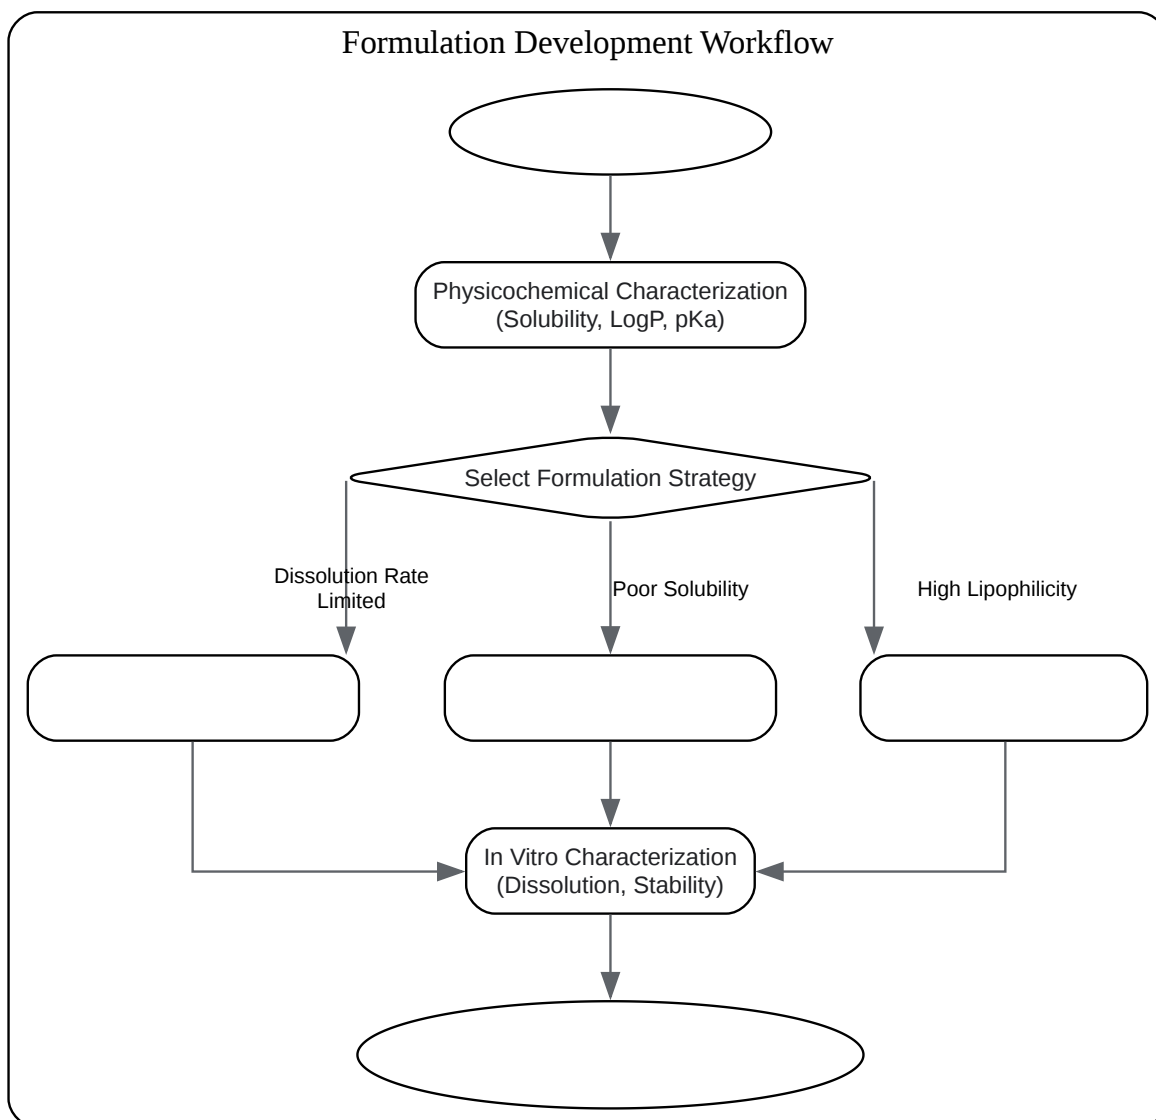 Formulation Development Workflow
Physicochemical Characterization
(Solubility, LogP, pKa)
Select Formulation Strategy
Dissolution Rate
Limited
Poor Solubility
High Lipophilicity
In Vitro Characterization
(Dissolution, Stability)